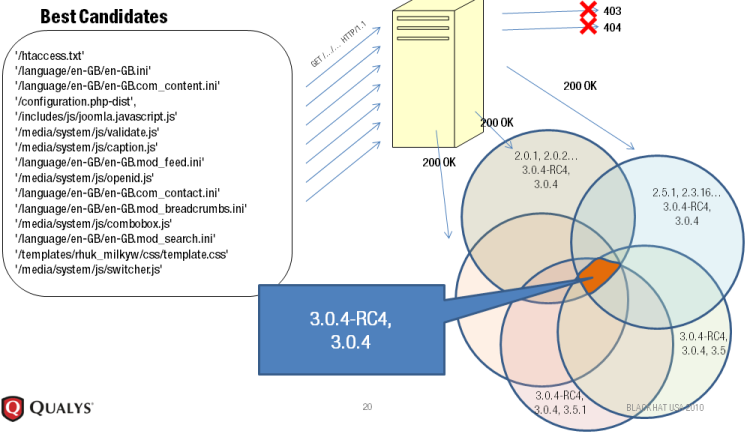 Best Candidates
'/htaccess.txt'
'/language/en-GB/en-GB.ini'
'/language/en-GB/en-GB.com_content.ini'
'/configuration.php-dist',
'/includes/js/joomla.javascript.js'
'/media/system/js/validate.js'
'/media/system/js/caption.js'
'/language/en-GB/en-GB.mod_feed.ini'
'/media/system/js/openid.js'
'/language/en-GB/en-GB.com_contact.ini'
'/language/en-GB/en-GB.mod_breadcrumbs.ini'
'/media/system/js/combobox.js'
'/language/en-GB/en-GB.mod_search.ini'
'/templates/rhuk_milkyw/css/template.css'
'/media/system/js/switcher.js'
GET /.../... HTTP/1.1
403
404
200 OK
200 OK
200 OK
2.0.1, 2.0.2...
3.0.4-RC4,
3.0.4
2.5.1, 2.3.16...
3.0.4-RC4,
3.0.4
3.0.4-RC4,
3.0.4
3.0.4-RC4,
3.0.4, 3.5
3.0.4-RC4,
3.0.4, 3.5.1
QUALYS
20
BLACK HAT USA 2010